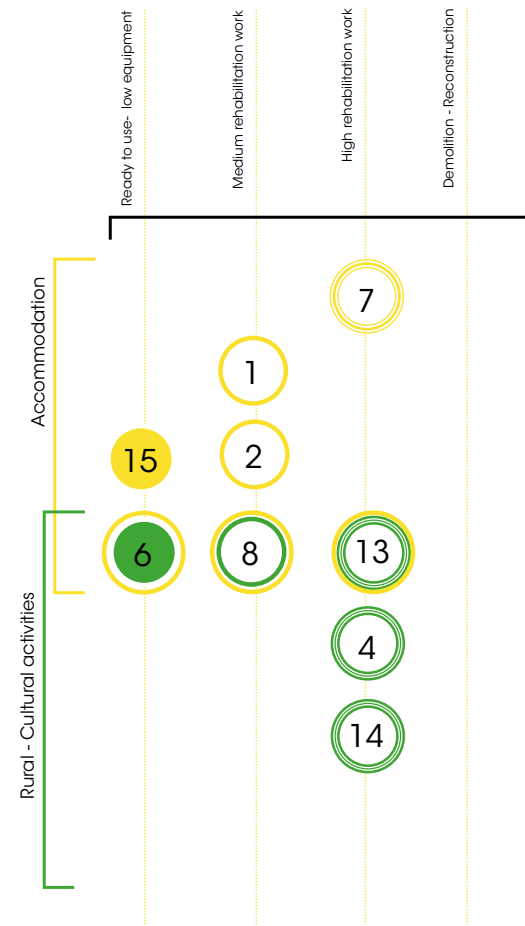 Ready to use- low equipment
Medium rehabilitation work
High rehabilitation work
Demolition - Reconstruction
Accommodation
Rural - Cultural activities
7
1
15
2
6
8
13
4
14